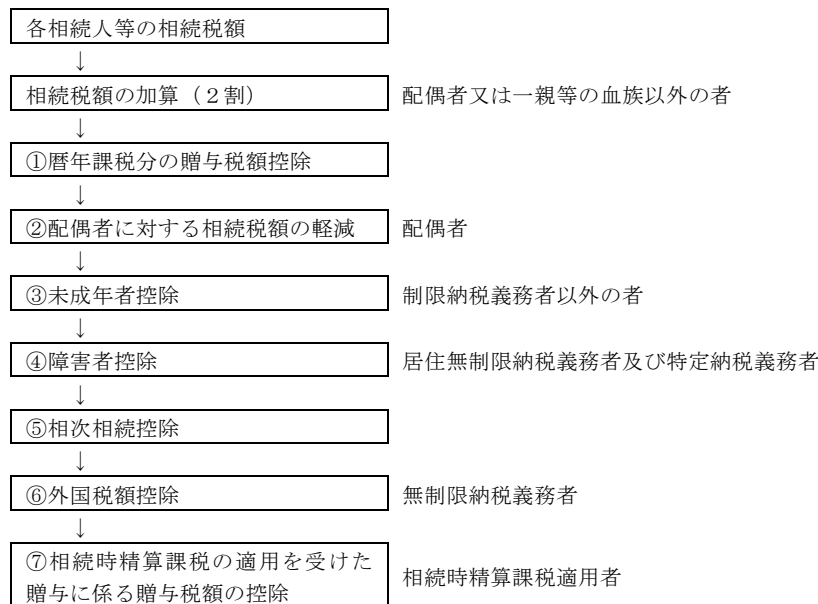 各相続人等の相続税額
↓
相続税額の加算（２割） 配偶者又は一親等の血族以外の者
↓
①暦年課税分の贈与税額控除
↓
②配偶者に対する相続税額の軽減 配偶者
↓
③未成年者控除 制限納税義務者以外の者
↓
④障害者控除 居住無制限納税義務者及び特定納税義務者
↓
⑤相次相続控除
↓
⑥外国税額控除 無制限納税義務者
↓
⑦相続時精算課税の適用を受けた
贈与に係る贈与税額の控除
相続時精算課税適用者